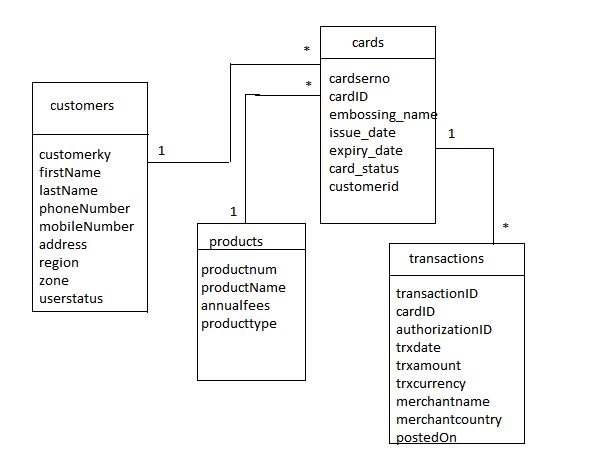 cards
*
cardserno
*
cardID
customers
embossing_name
issue_date
1
expiry_date
1
card_status
customerky
customerid
firstName
lastName
phoneNumber
1
mobileNumber
*
address
products
region
transactions
zone
productnum
userstatus
productName
annualfees
producttype
transactionID
cardID
authorizationID
trxdate
trxamount
trxcurrency
merchantname
merchantcountry
postedOn